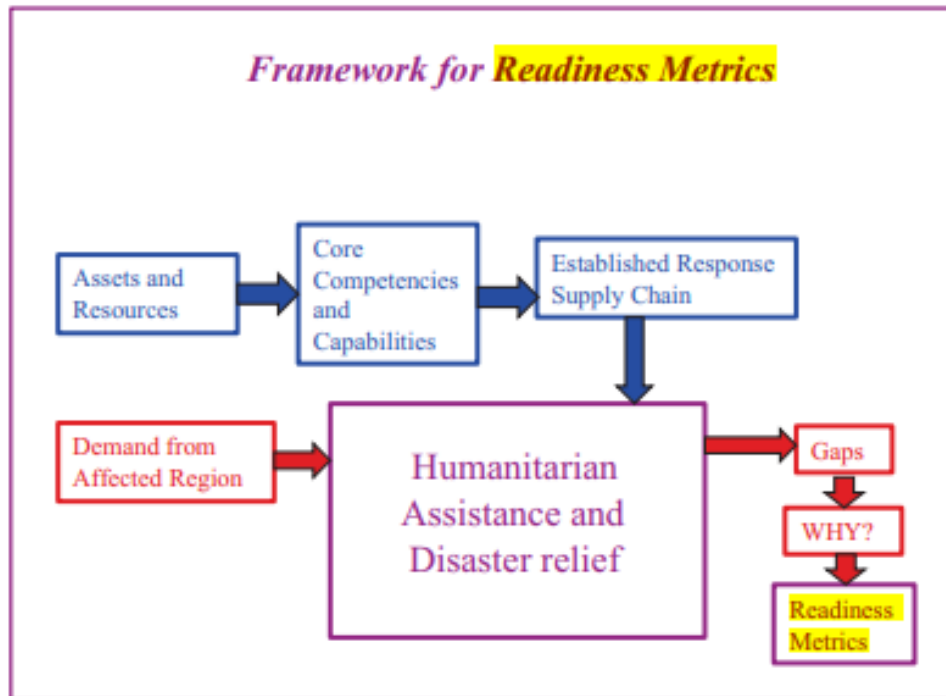 Framework for Readiness Metrics
Assets and
Resources
Core
Competencies
and
Capabilities
Established Response
Supply Chain
Demand from
Affected Region
Humanitarian
Assistance and
Disaster relief
Gaps
WHY?
Readiness
Metrics